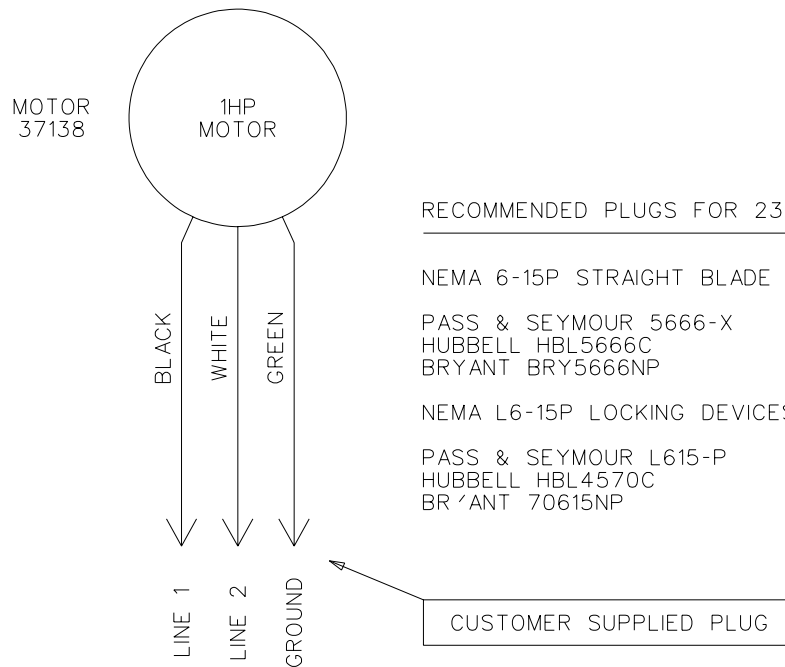 MOTOR
37138
1HP
MOTOR
RECOMMENDED PLUGS FOR 23
NEMA 6-15P STRAIGHT BLADE
PASS & SEYMOUR 5666-X
HUBBELL HBL5666C
BRYANT BRY5666NP
NEMA L6-15P LOCKING DEVICES
PASS & SEYMOUR L615-P
HUBBELL HBL4570C
BR´ANT 70615NP
BLACK
WHITE
GREEN
LINE 1
LINE 2
GROUND
CUSTOMER SUPPLIED PLUG